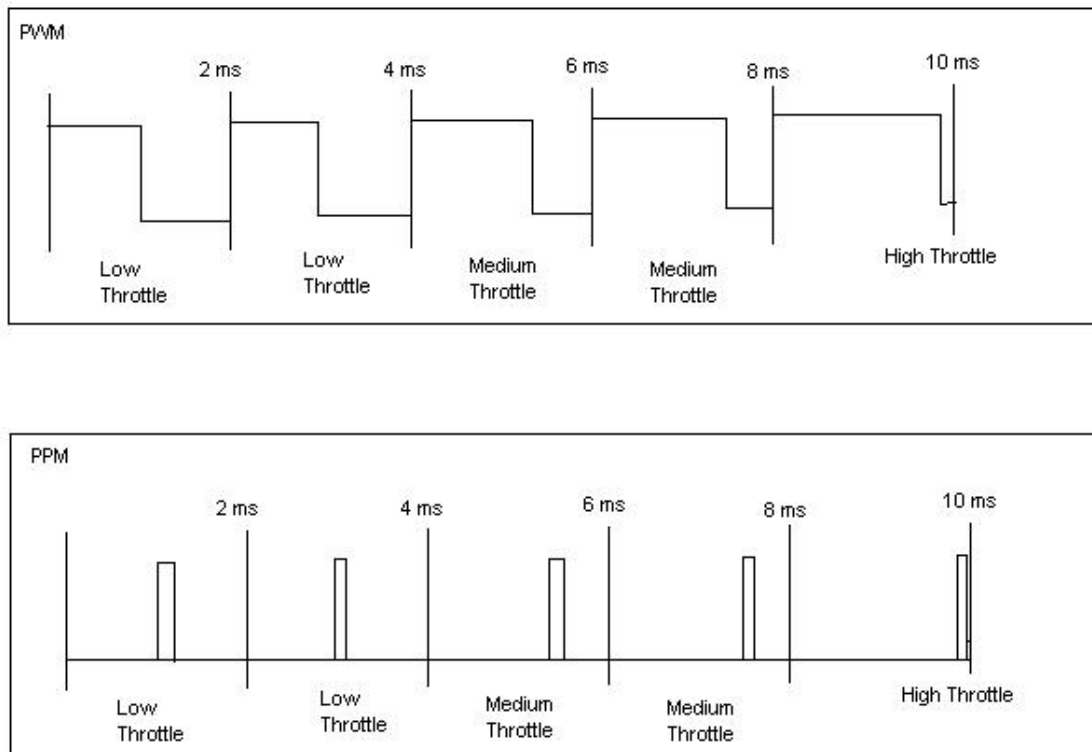 PWM
2 ms
4 ms
6 ms
8 ms
10 ms
Low
Throttle
Low
Throttle
Medium
Throttle
Medium
Throttle
High Throttle
PPM
2 ms
4 ms
6 ms
8 ms
10 ms
Low
Throttle
Low
Throttle
Medium
Throttle
Medium
Throttle
High Throttle